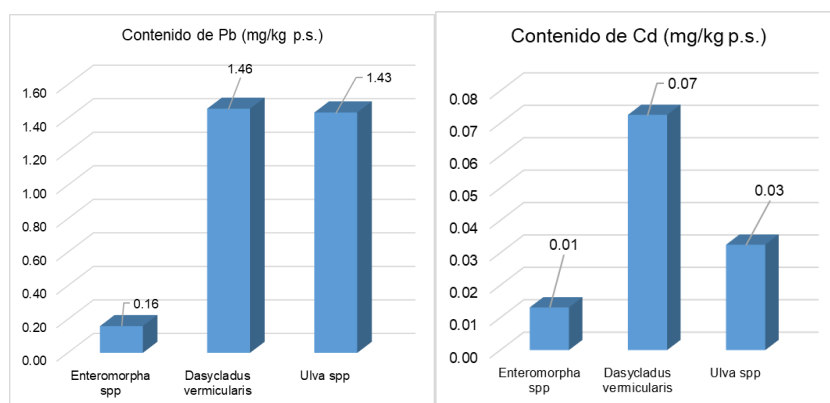 Contenido de Pb (mg/kg p.s.)
1.60
1.40
1.20
1.00
0.80
0.60
0.40
0.20
0.00
0.16
1.46
1.43
Enteromorpha
spp
Dasycladus
vermicularis
Ulva spp
Contenido de Cd (mg/kg p.s.)
0.08
0.07
0.06
0.05
0.04
0.03
0.02
0.01
0.00
0.01
0.07
0.03
Enteromorpha
spp
Dasycladus
vermicularis
Ulva spp